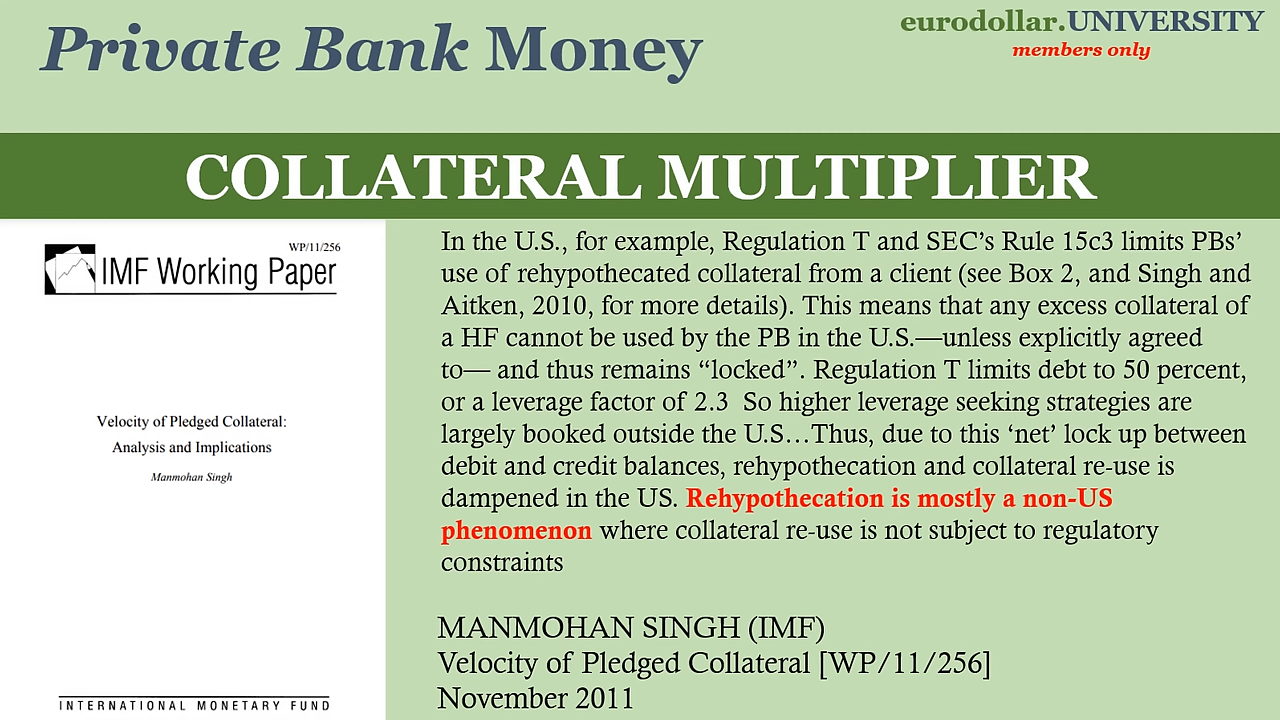 Private Bank Money
eurodollar.UNIVERSITY
members only
COLLATERAL MULTIPLIER
WP/11/256
IMF Working Paper
Velocity of Pledged Collateral:
Analysis and Implications
Manmohan Singh
INTERNATIONAL MONETARY FUND
In the U.S., for example, Regulation T and SEC’s Rule 15c3 limits PBs’
use of rehypothecated collateral from a client (see Box 2, and Singh and
Aitken, 2010, for more details). This means that any excess collateral of
a HF cannot be used by the PB in the U.S.—unless explicitly agreed
to— and thus remains “locked”. Regulation T limits debt to 50 percent,
or a leverage factor of 2.3  So higher leverage seeking strategies are
largely booked outside the U.S…Thus, due to this ‘net’ lock up between
debit and credit balances, rehypothecation and collateral re-use is
dampened in the US. Rehypothecation is mostly a non-US
phenomenon where collateral re-use is not subject to regulatory
constraints
MANMOHAN SINGH (IMF)
Velocity of Pledged Collateral [WP/11/256]
November 2011